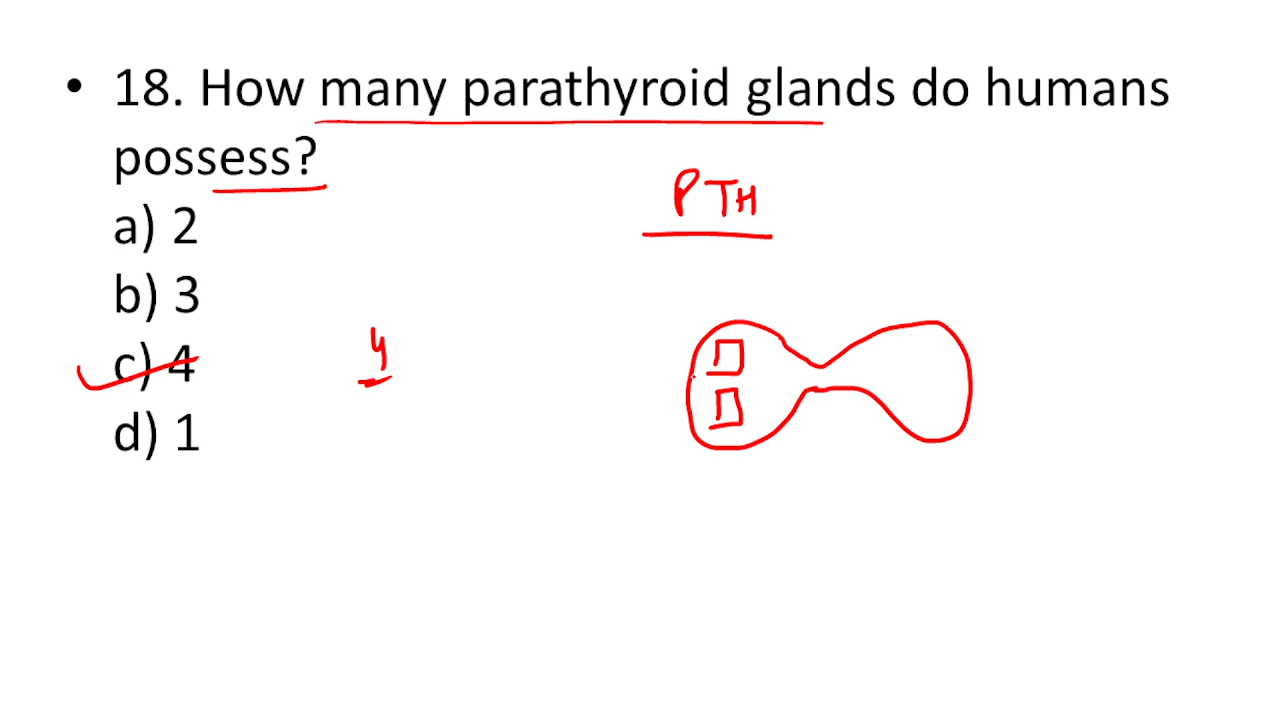 • 18. How many parathyroid glands do humans
possess?
PTH
a) 2
b) 3
c) 4
4
d) 1